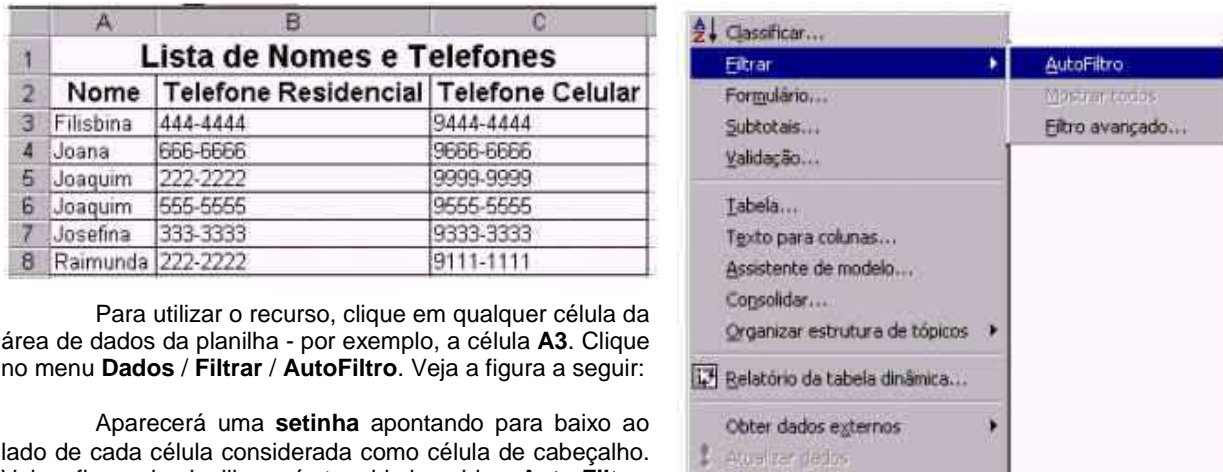 A B C
1 Lista de Nomes e Telefones
2 Nome Telefone Residencial Telefone Celular
3 Filisbina 444-4444 9444-4444
4 Joana 666-6666 9666-6666
5 Joaquim 222-2222 9999-9999
6 Joaquim 555-5555 9555-5555
7 Josefina 333-3333 9333-3333
8 Raimunda 222-2222 9111-1111
Para utilizar o recurso, clique em qualquer célula da
área de dados da planilha - por exemplo, a célula A3. Clique
no menu Dados / Filtrar / AutoFiltro. Veja a figura a seguir:
Aparecerá uma setinha apontando para baixo ao
lado de cada célula considerada como célula de cabeçalho.
Classificar...
Filtrar
Formulário...
Subtotais...
Validação...
Tabela...
Texto para colunas...
Assistente de modelo...
Consolidar...
Organizar estrutura de tópicos
Relatório da tabela dinâmica...
Obter dados externos
Atualizar dados
AutoFiltro
Mostrar todos
Filtro avançado...